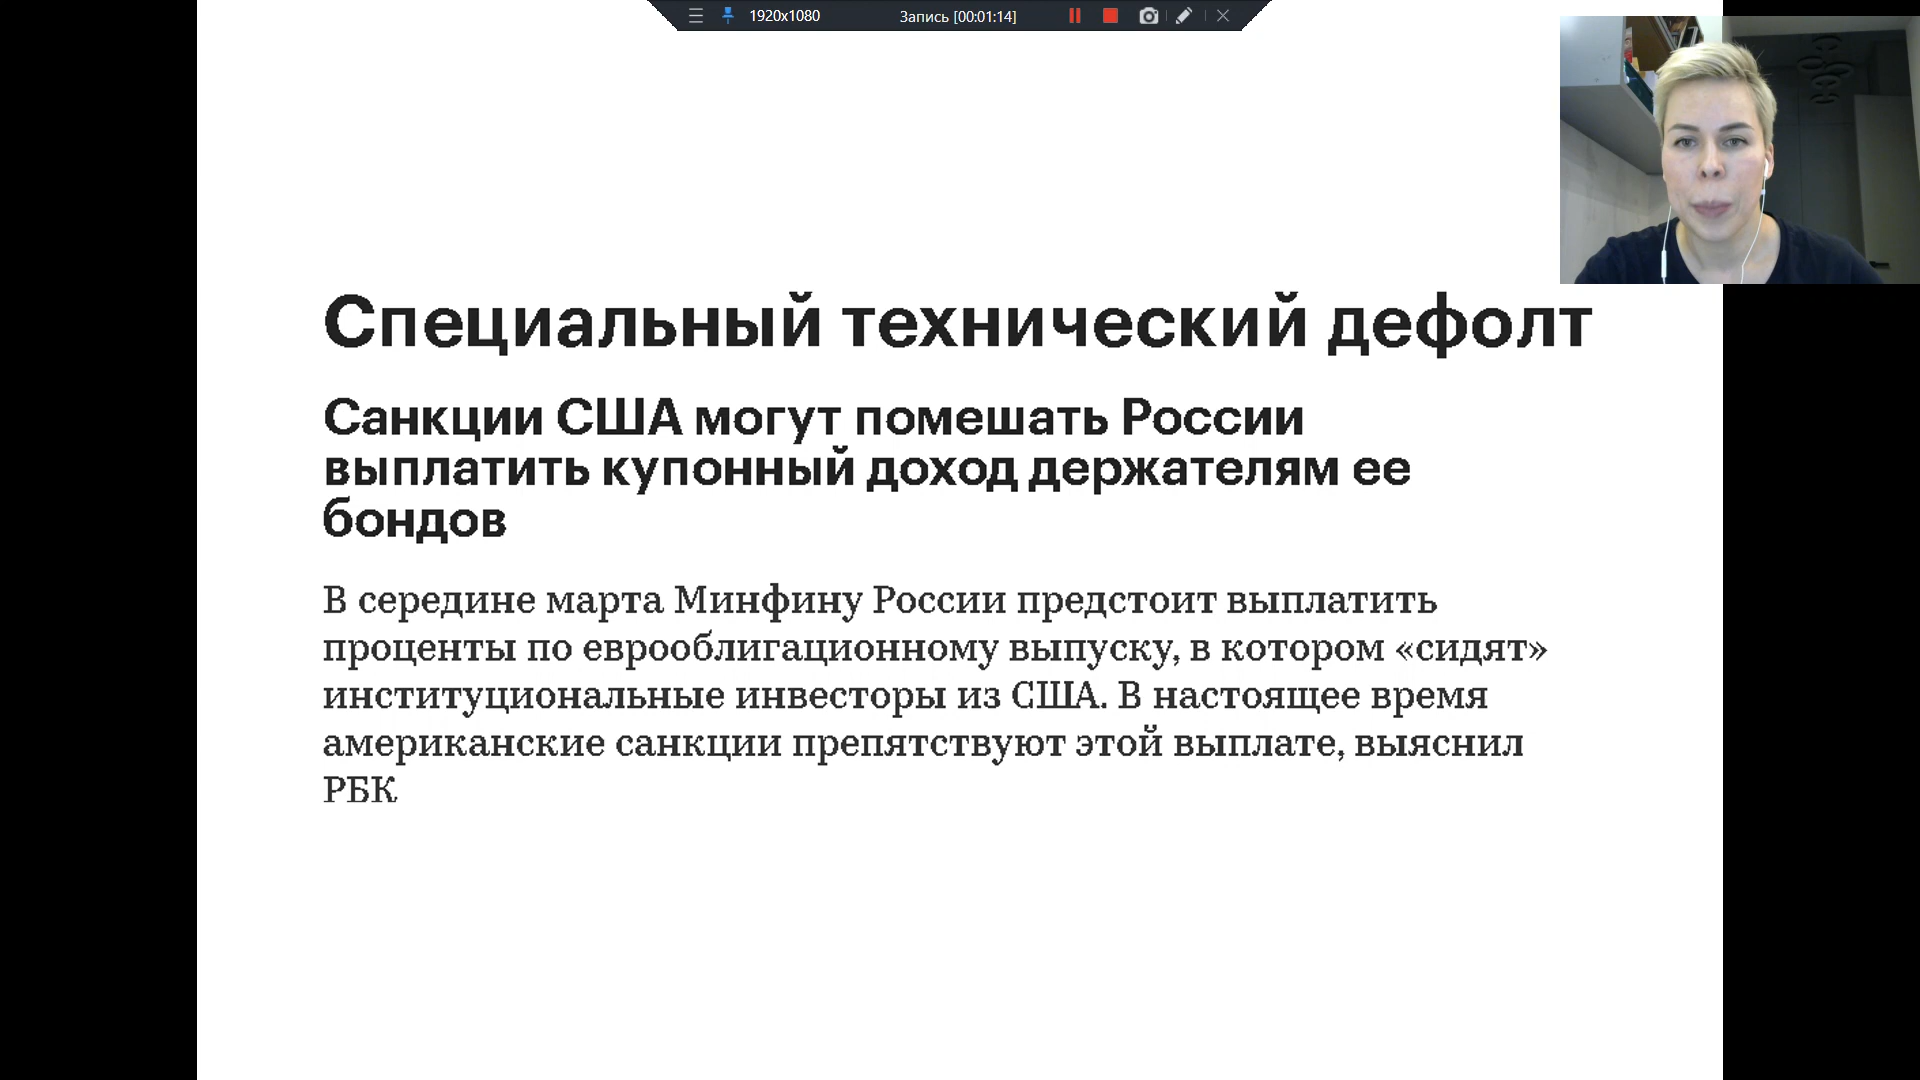 1920x1080 Запись [00:01:14]
Специальный технический дефолт
Санкции США могут помешать России
выплатить купонный доход держателям ее
бондов
В середине марта Минфину России предстоит выплатить
проценты по еврооблигационному выпуску, в котором «сидят»
институциональные инвесторы из США. В настоящее время
американские санкции препятствуют этой выплате, выяснил
РБК